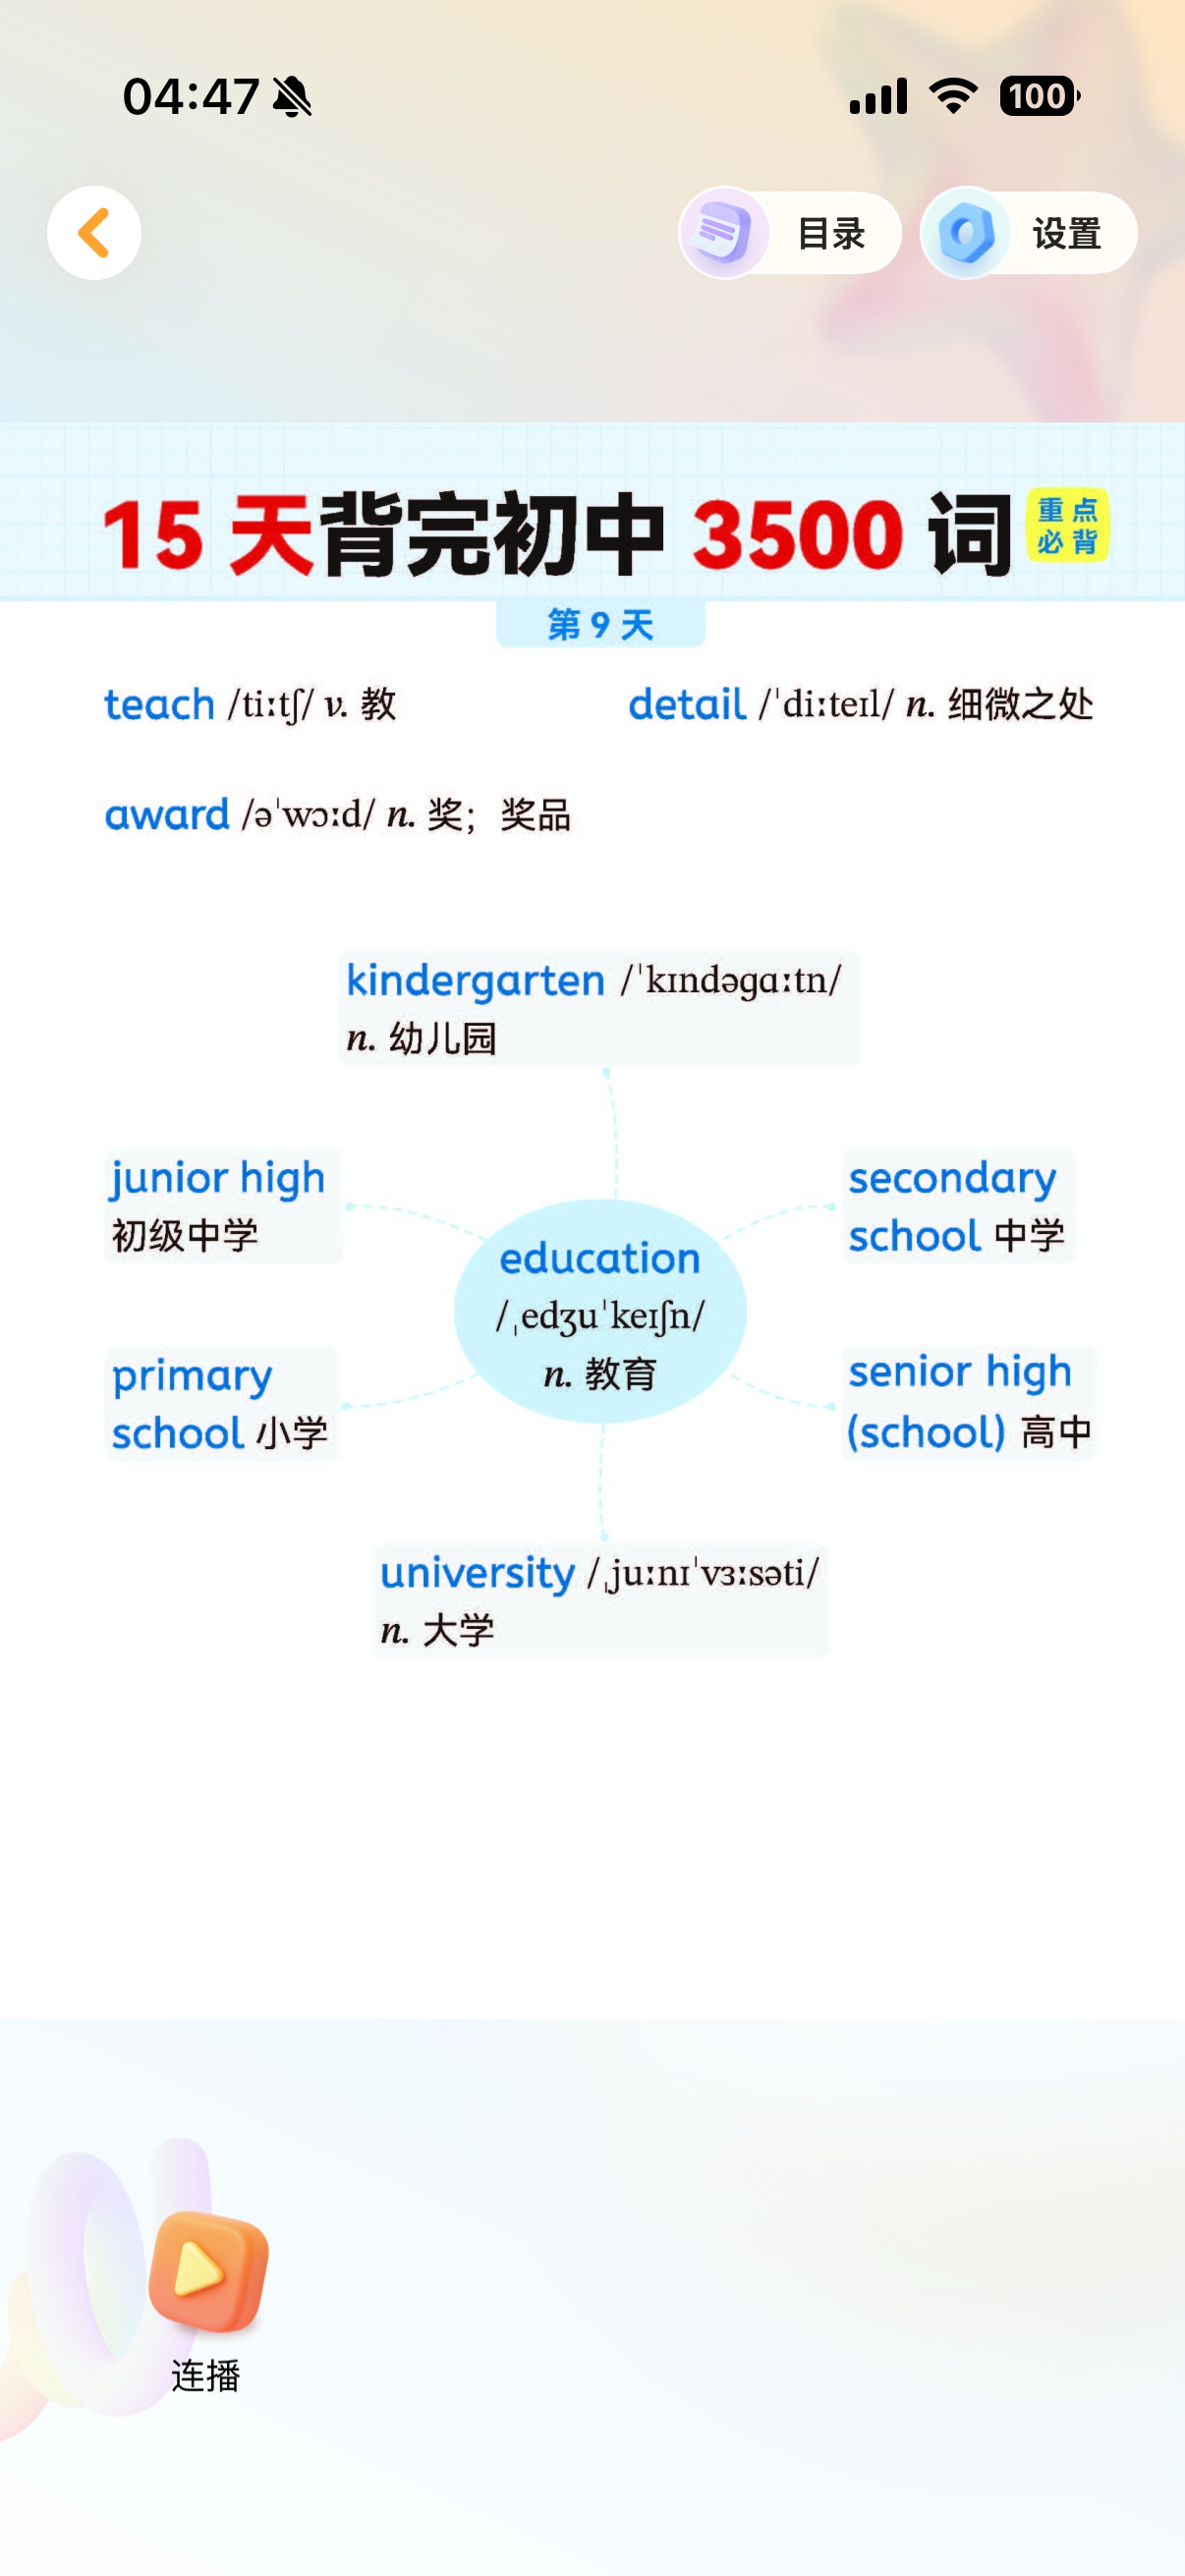 04:47
100
目录
设置
15 天背完初中 3500 词
重点
必背
第 9 天
teach /tiːtʃ/ v. 教
detail /ˈdiːteɪl/ n. 细微之处
award /əˈwɔːd/ n. 奖；奖品
kindergarten /ˈkɪndəɡɑːtn/
n. 幼儿园
junior high
初级中学
secondary
school 中学
education
/ˌedʒuˈkeɪʃn/
n. 教育
primary
school 小学
senior high
(school) 高中
university /ˌjuːnɪˈvɜːsəti/
n. 大学
连播